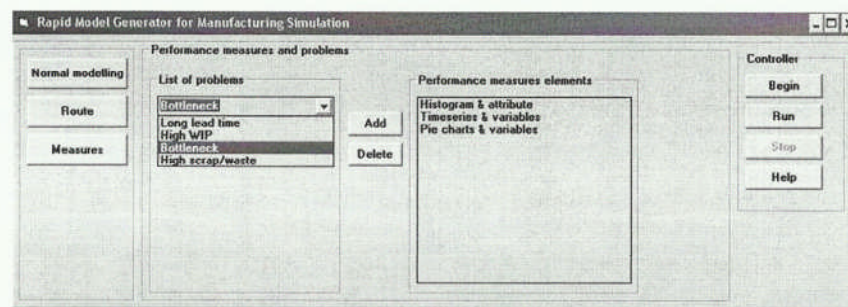 Rapid Model Generator for Manufacturing Simulation
Performance measures and problems
Normal modelling
Route
Measures
List of problems
Bottleneck
Long lead time
High WIP
Bottleneck
High scrap/waste
Add
Delete
Performance measures elements
Histogram & attribute
Timeseries & variables
Pie charts & variables
Controller
Begin
Run
Stop
Help